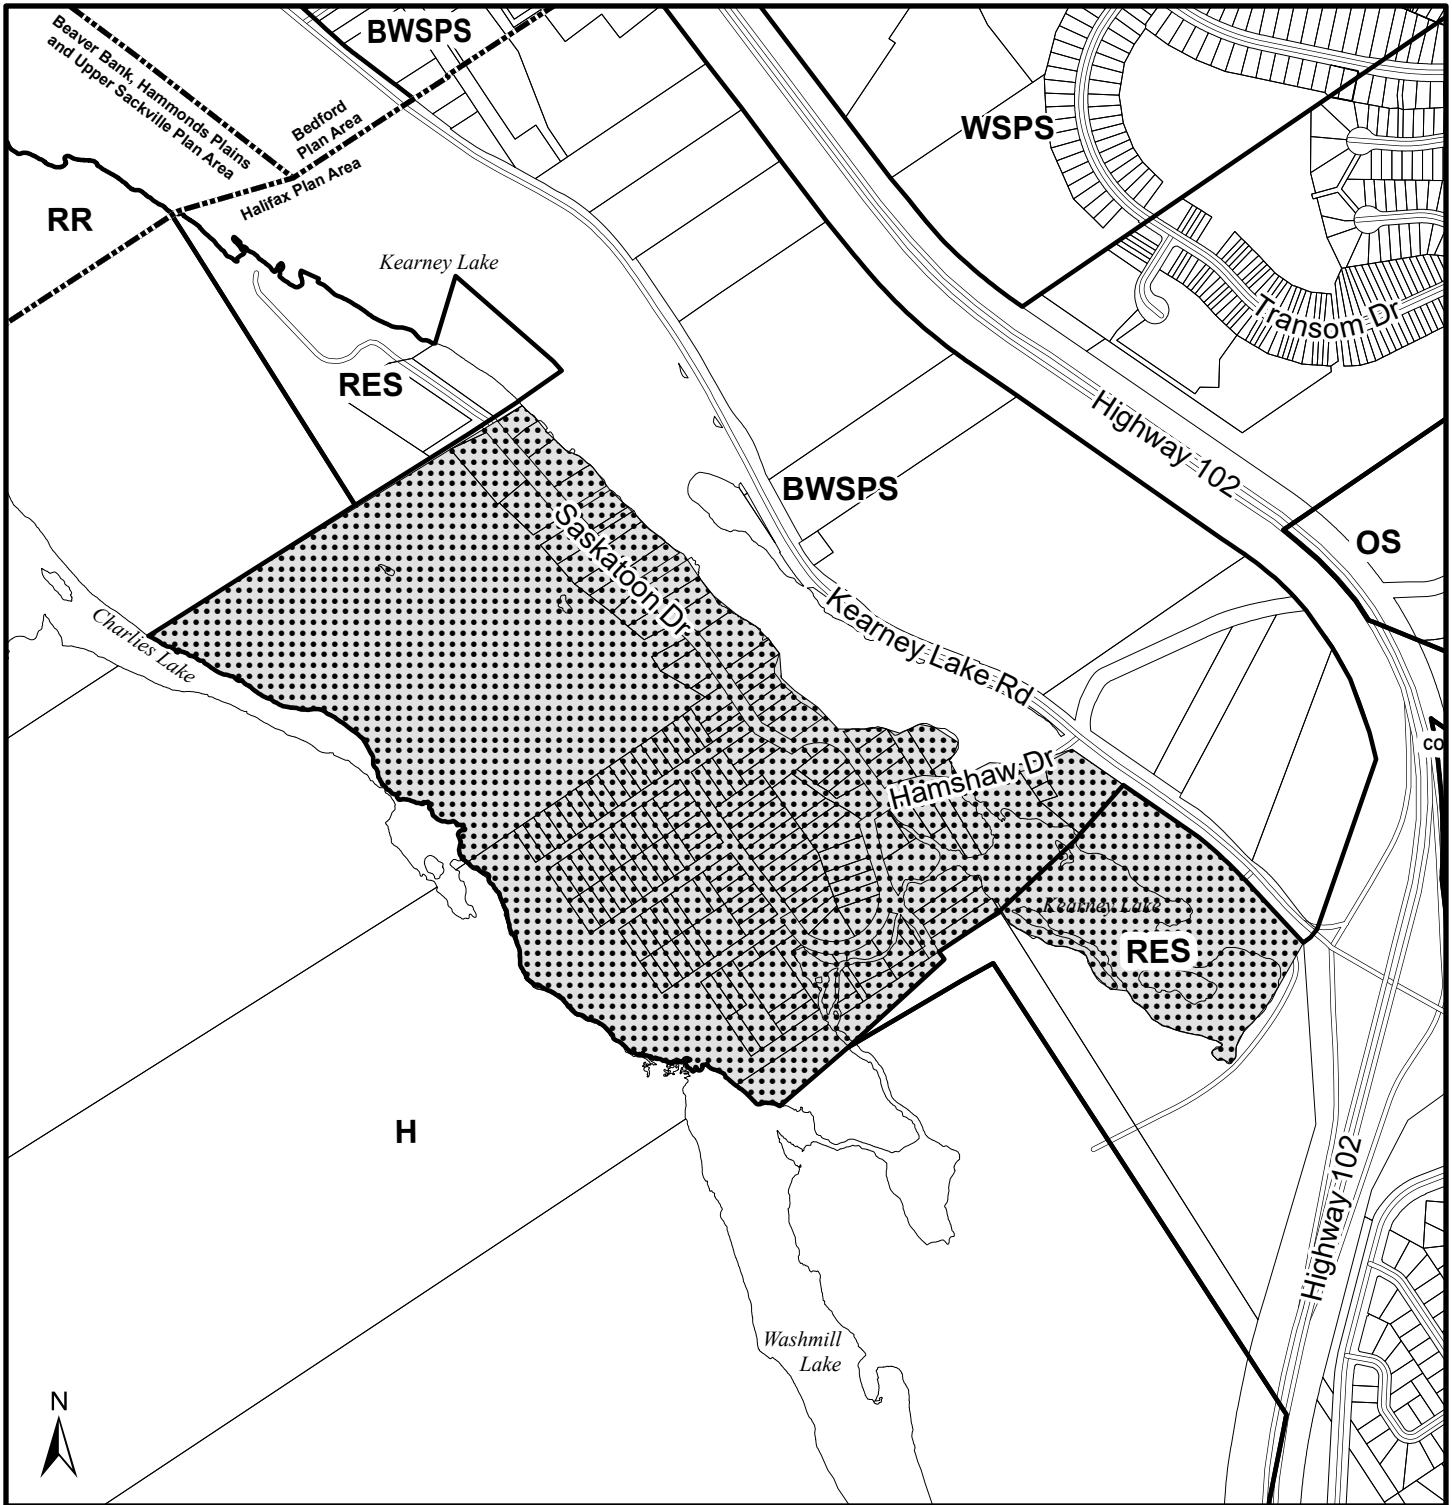 BWSPS
Beaver Bank, Hammonds Plains
and Upper Sackville Plan Area
Bedford
Plan Area
Halifax Plan Area
WSPS
RR
Kearney Lake
Transom Dr
RES
Highway 102
BWSPS
Saskatoon Dr
OS
Charlies Lake
Kearney Lake Rd
CO
Hamshaw Dr
Kearney Lake
RES
H
Highway 102
Washmill
Lake
N